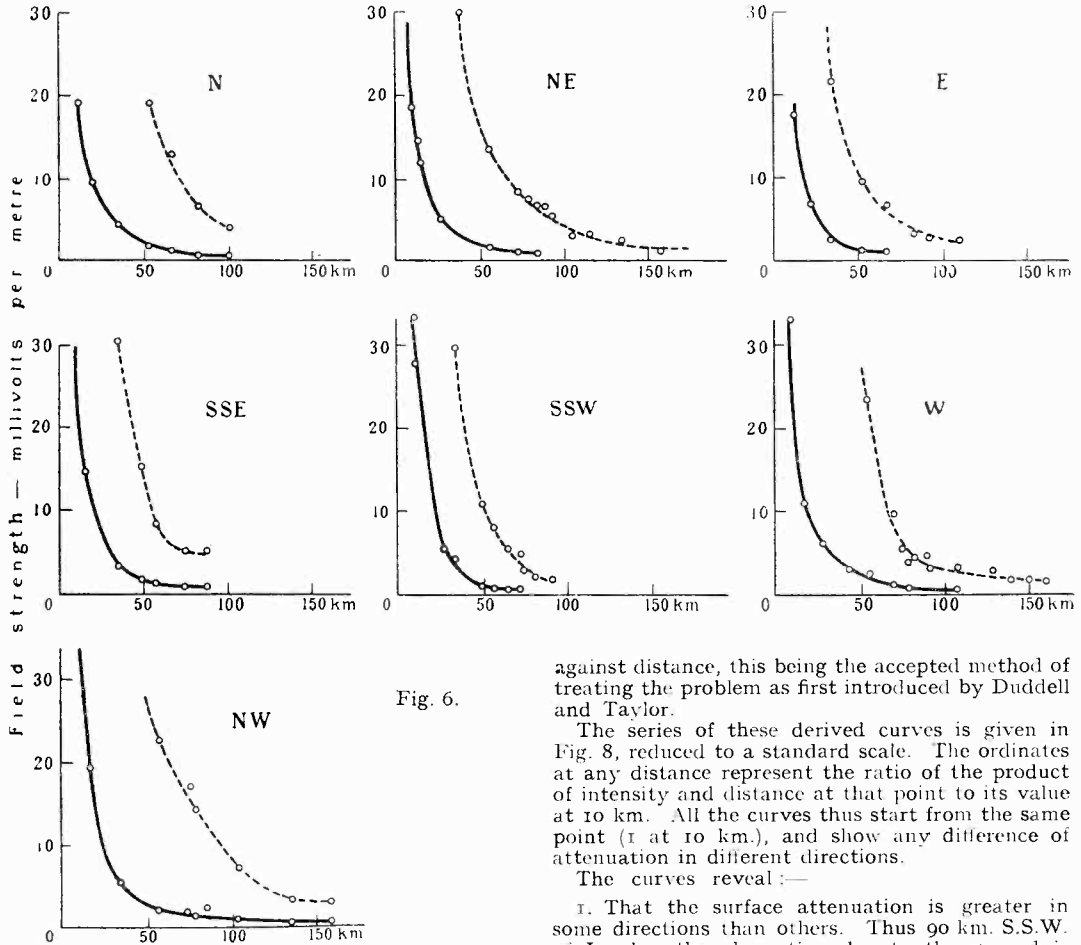 Field strength — millivolts per metre
30
20
10
0
50
100
150 km
N
30
20
10
0
50
100
150 km
NE
30
20
10
0
50
100
150 km
E
30
20
10
0
50
100
150 km
SSE
30
20
10
0
50
100
150 km
SSW
30
20
10
0
50
100
150 km
W
30
20
10
0
50
100
150 km
NW
Fig. 6.
against distance, this being the accepted method of
treating the problem as first introduced by Duddell
and Taylor.
The series of these derived curves is given in
Fig. 8, reduced to a standard scale. The ordinates
at any distance represent the ratio of the product
of intensity and distance at that point to its value
at 10 km. All the curves thus start from the same
point (1 at 10 km.), and show any difference of
attenuation in different directions.
The curves reveal :—
1. That the surface attenuation is greater in
some directions than others. Thus 90 km. S.S.W.